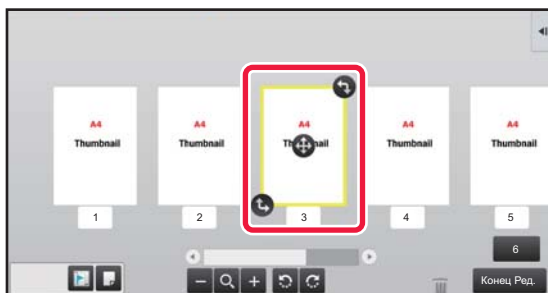 A4 A4 A4 A4 A4
Thumbnail Thumbnail Th nail Thumbnail Thumbnail
1 2 3 4 5
6
Конец Ред.